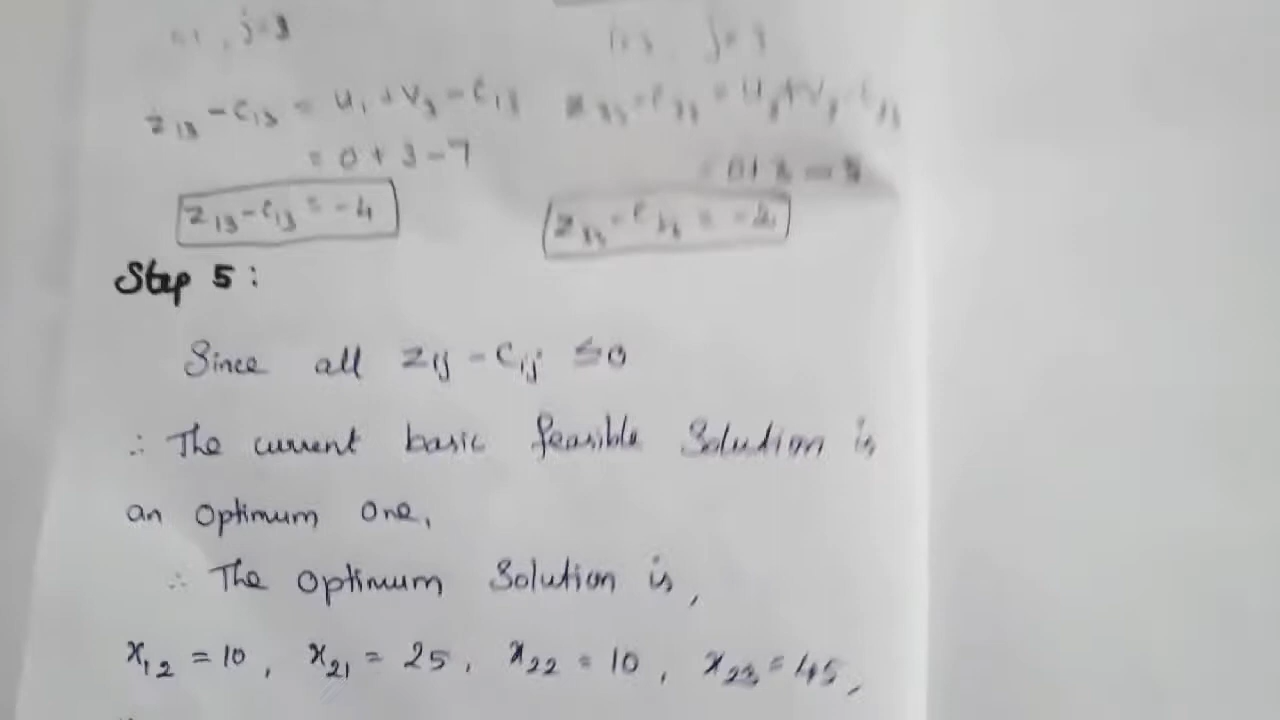 j=3
z13 - c13 = u1 + v3 - c13
= 0 + 3 - 7
z13 - c13 = -4
Step 5:
Since all zij - cij ≤0
∴ The current basic feasible Solution is
an optimum one,
∴ The optimum Solution is,
x12 = 10, x21 = 25, x22 = 10, x23 = 45,